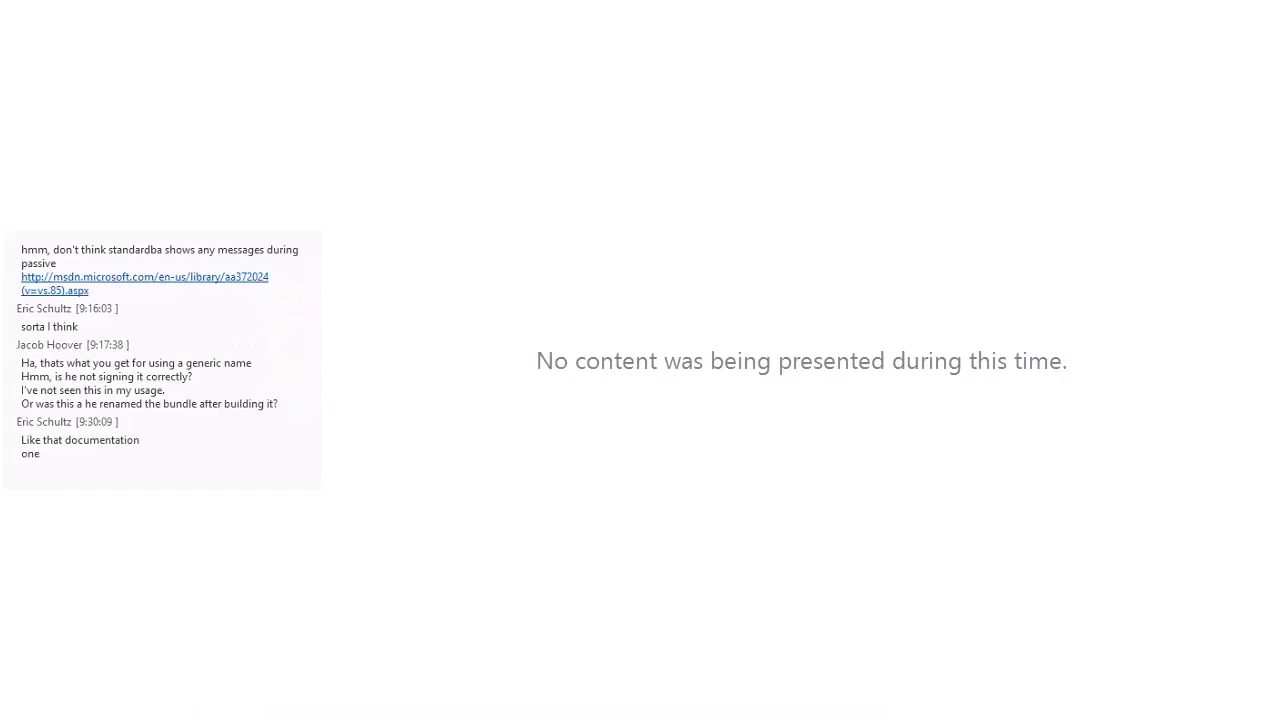 hmm, don't think standardba shows any messages during
passive
http://msdn.microsoft.com/en-us/library/aa372024
(v=vs.85).aspx
Eric Schultz [9:16:03 ]
sorta I think
Jacob Hoover [9:17:38 ]
Ha, thats what you get for using a generic name
Hmm, is he not signing it correctly?
I've not seen this in my usage.
Or was this a he renamed the bundle after building it?
Eric Schultz [9:30:09 ]
Like that documentation
one
No content was being presented during this time.